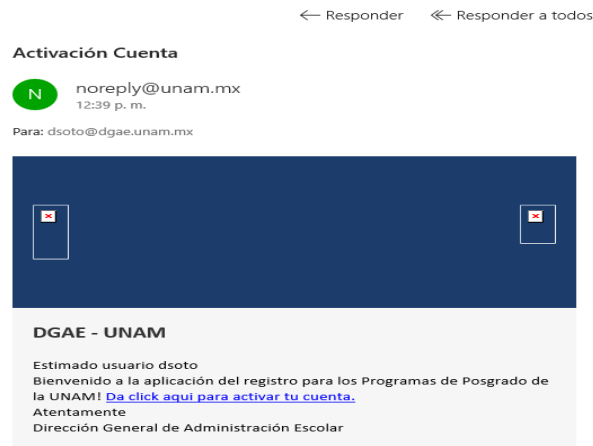 ← Responder ≪ Responder a todos
Activación Cuenta
N
noreply@unam.mx
12:39 p. m.
Para: dsoto@dgae.unam.mx
DGAE - UNAM
Estimado usuario dsoto
Bienvenido a la aplicación del registro para los Programas de Posgrado de
la UNAM! Da click aqui para activar tu cuenta.
Atentamente
Dirección General de Administración Escolar